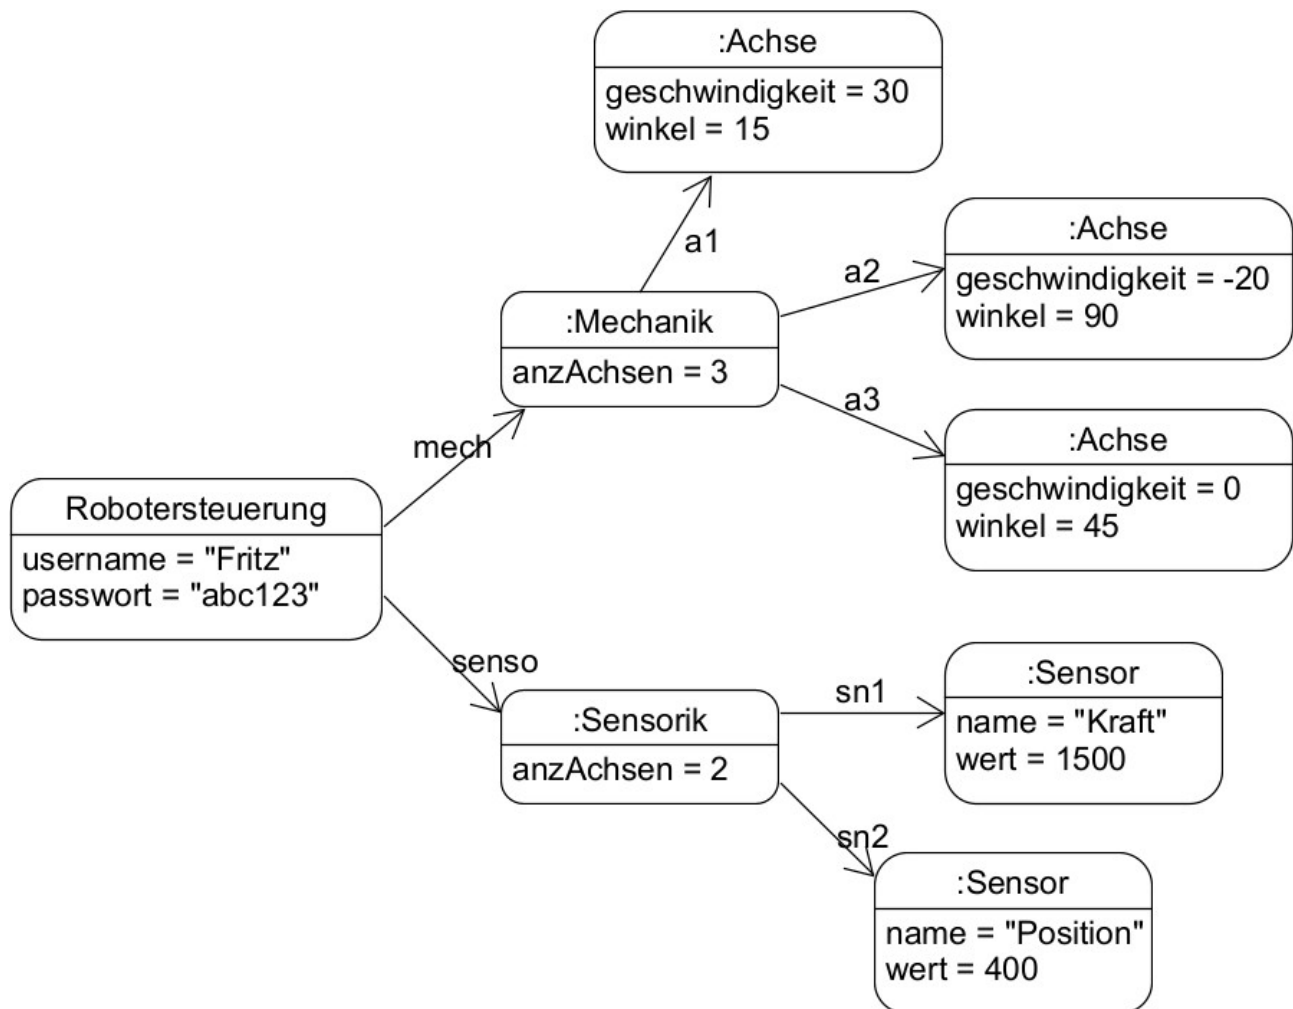 :Achse
geschwindigkeit = 30
winkel = 15
a1
a2
:Achse
geschwindigkeit = -20
winkel = 90
:Mechanik
anzAchsen = 3
a3
:Achse
geschwindigkeit = 0
winkel = 45
mech
Robotersteuerung
username = "Fritz"
passwort = "abc123"
senso
:Sensorik
anzAchsen = 2
sn1
:Sensor
name = "Kraft"
wert = 1500
sn2
:Sensor
name = "Position"
wert = 400